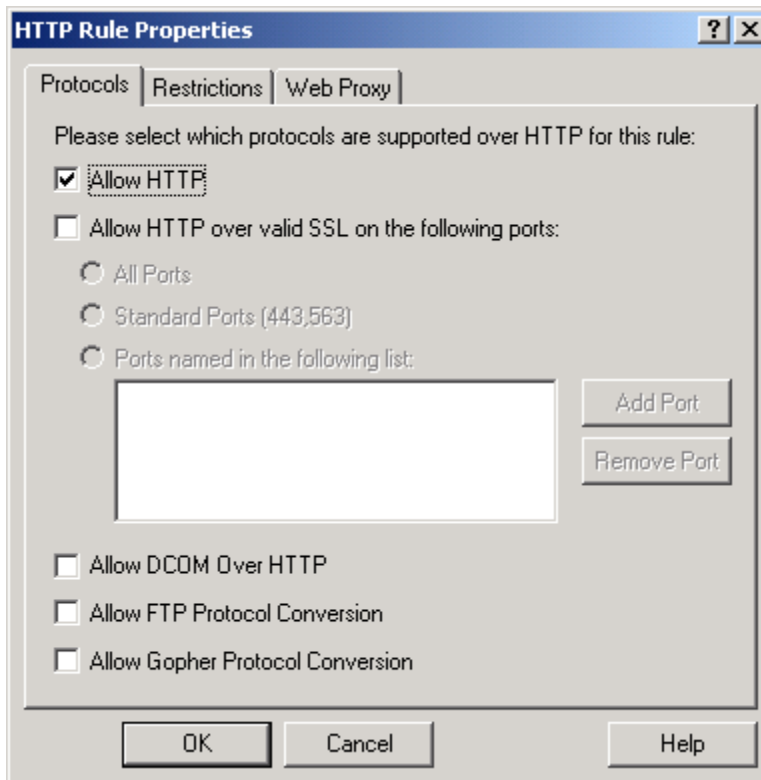 HTTP Rule Properties
Protocols Restrictions Web Proxy
Please select which protocols are supported over HTTP for this rule:
Allow HTTP
Allow HTTP over valid SSL on the following ports:
All Ports
Standard Ports (443,563)
Ports named in the following list:
Add Port
Remove Port
Allow DCOM Over HTTP
Allow FTP Protocol Conversion
Allow Gopher Protocol Conversion
OK Cancel Help